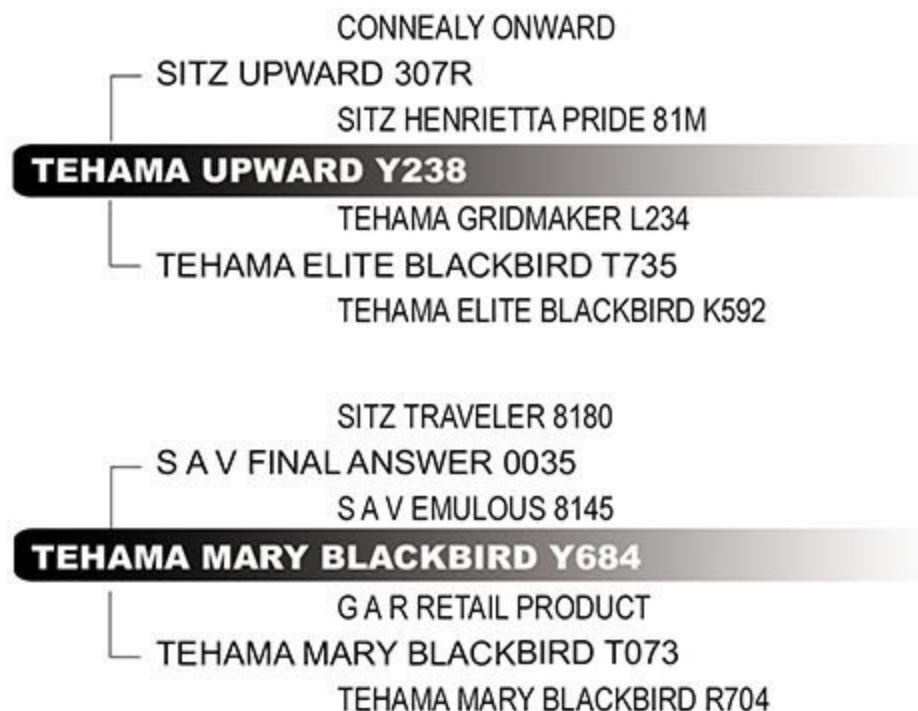 CONNEALY ONWARD
SITZ UPWARD 307R
SITZ HENRIETTA PRIDE 81M
TEHAMA UPWARD Y238
TEHAMA GRIDMAKER L234
TEHAMA ELITE BLACKBIRD T735
TEHAMA ELITE BLACKBIRD K592
SITZ TRAVELER 8180
S A V FINAL ANSWER 0035
S A V EMULOUS 8145
TEHAMA MARY BLACKBIRD Y684
G A R RETAIL PRODUCT
TEHAMA MARY BLACKBIRD T073
TEHAMA MARY BLACKBIRD R704